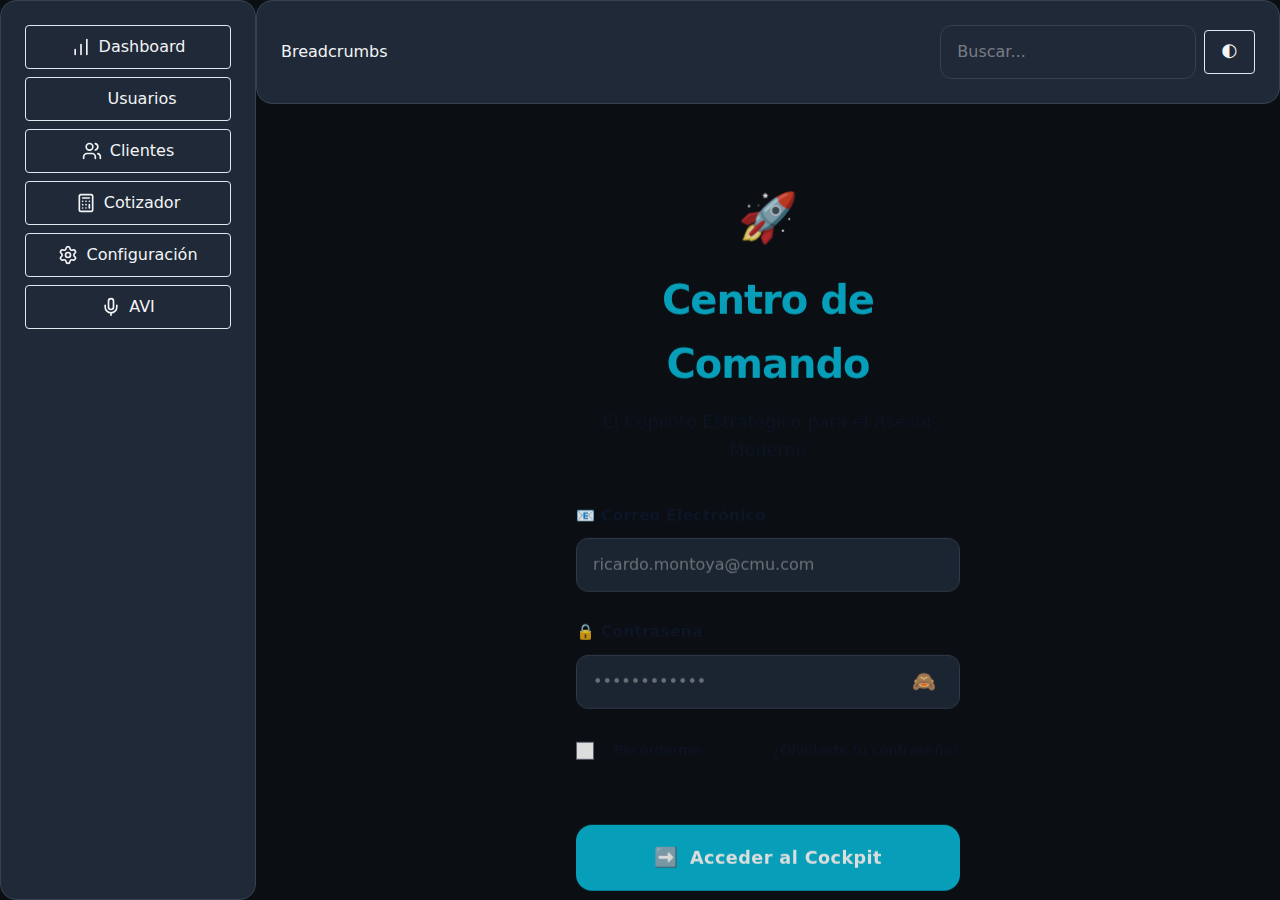 Dashboard
Usuarios
Clientes
Cotizador
Configuración
AVI
Breadcrumbs
Buscar...
Centro de
Comando
El Copiloto Estratégico para el Asesor
Moderno
Correo Electrónico
ricardo.montoya@cmu.com
Contraseña
Recordarme
¿Olvidaste tu contraseña?
Acceder al Cockpit